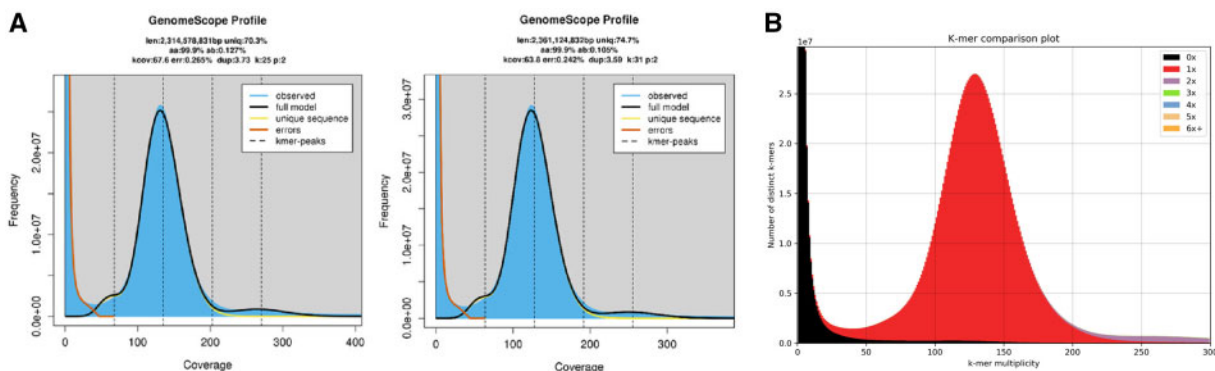 A
GenomeScope Profile
len:2,314,578,831bp uniq:70.3%
aa:99.9% ab:0.127%
kcov:67.6 err:0.265% dup:3.73 k:25 p:2
observed
full model
unique sequence
errors
kmer-peaks
Frequency
0.0e+00
1.0e+07
2.0e+07
0
100
200
300
400
Coverage
GenomeScope Profile
len:2,361,124,832bp uniq:74.7%
aa:99.9% ab:0.105%
kcov:63.8 err:0.242% dup:3.59 k:31 p:2
observed
full model
unique sequence
errors
kmer-peaks
Frequency
0.0e+00
1.0e+07
2.0e+07
3.0e+07
0
100
200
300
Coverage
B
K-mer comparison plot
1e7
0x
1x
2x
3x
4x
5x
6x+
Number of distinct k-mers
2.5
2.0
1.5
1.0
0.5
0.0
0
50
100
150
200
250
300
k-mer multiplicity